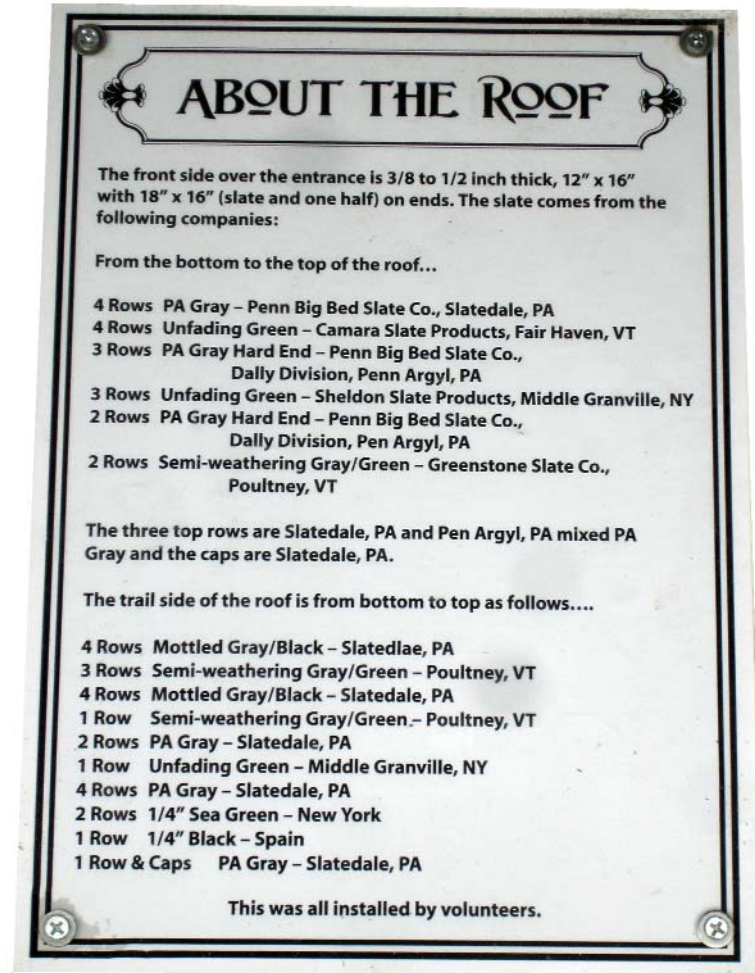 ABOUT THE ROOF
The front side over the entrance is 3/8 to 1/2 inch thick, 12” x 16”
with 18” x 16” (slate and one half) on ends. The slate comes from the
following companies:
From the bottom to the top of the roof...
4 Rows PA Gray – Penn Big Bed Slate Co., Slatedale, PA
4 Rows Unfading Green – Camara Slate Products, Fair Haven, VT
3 Rows PA Gray Hard End – Penn Big Bed Slate Co.,
Dally Division, Penn Argyl, PA
3 Rows Unfading Green – Sheldon Slate Products, Middle Granville, NY
2 Rows PA Gray Hard End – Penn Big Bed Slate Co.,
Dally Division, Pen Argyl, PA
2 Rows Semi-weathering Gray/Green – Greenstone Slate Co.,
Poultney, VT
The three top rows are Slatedale, PA and Pen Argyl, PA mixed PA
Gray and the caps are Slatedale, PA.
The trail side of the roof is from bottom to top as follows....
4 Rows Mottled Gray/Black – Slatedlae, PA
3 Rows Semi-weathering Gray/Green – Poultney, VT
4 Rows Mottled Gray/Black – Slatedale, PA
1 Row Semi-weathering Gray/Green – Poultney, VT
2 Rows PA Gray – Slatedale, PA
1 Row Unfading Green – Middle Granville, NY
4 Rows PA Gray – Slatedale, PA
2 Rows 1/4” Sea Green – New York
1 Row 1/4” Black – Spain
1 Row & Caps PA Gray – Slatedale, PA
This was all installed by volunteers.